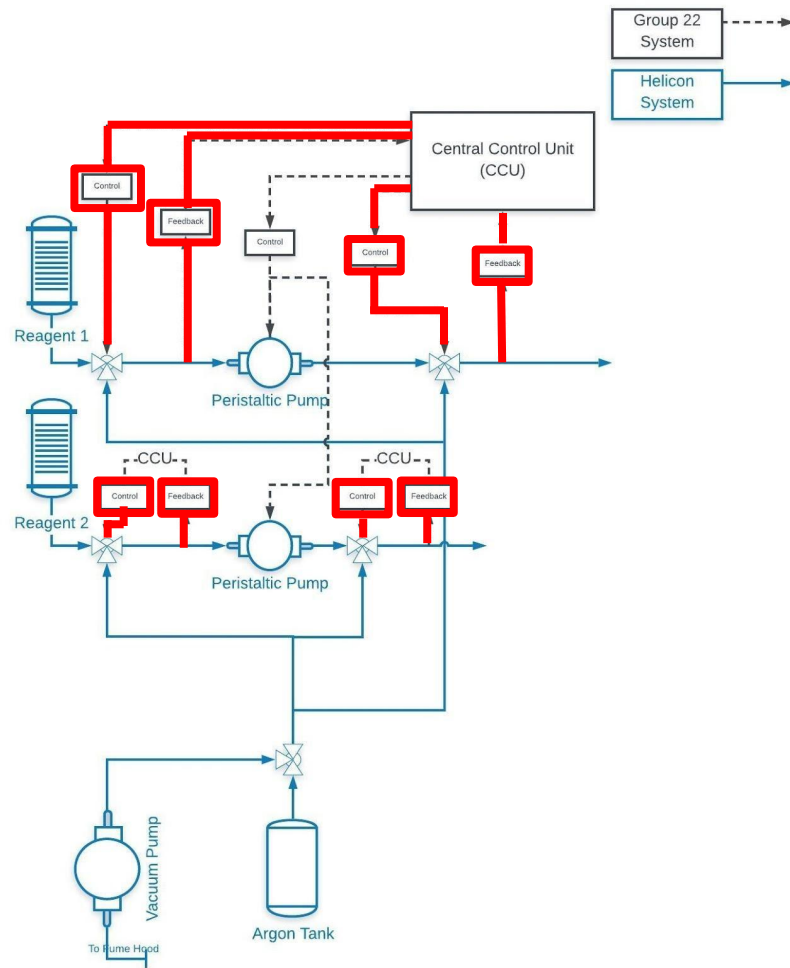 Group 22
System
Helicon
System
Central Control Unit
(CCU)
Control
Feedback
Control
Control
Feedback
Reagent 1
Peristaltic Pump
CCU
CCU
Control
Feedback
Control
Feedback
Reagent 2
Peristaltic Pump
Vacuum Pump
Argon Tank
To Fume Hood